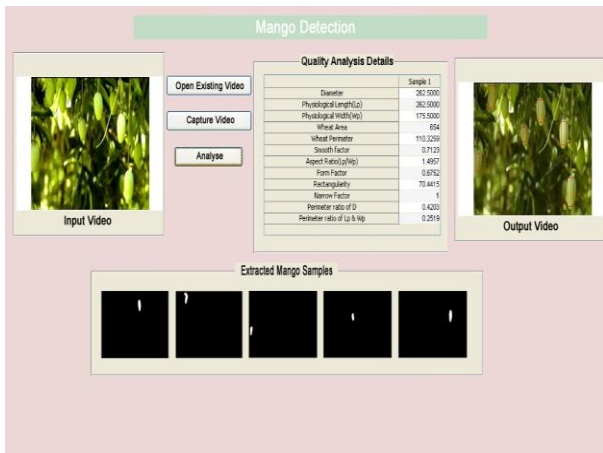 Mango Detection
Quality Analysis Details
Open Existing Video
Capture Video
Analyse
Sample 1
Diameter 262.5000
Physiological Length(Lp) 262.5000
Physiological Width(Wp) 175.5000
Wheat Area 654
Wheat Perimeter 110.3259
Smooth Factor 0.7123
Aspect Ratio(Lp/Wp) 1.4957
Form Factor 0.6752
Rectangularity 70.4415
Narrow Factor 1
Perimeter ratio of D 0.4203
Perimeter ratio of Lp & Wp 0.2519
Input Video
Output Video
Extracted Mango Samples